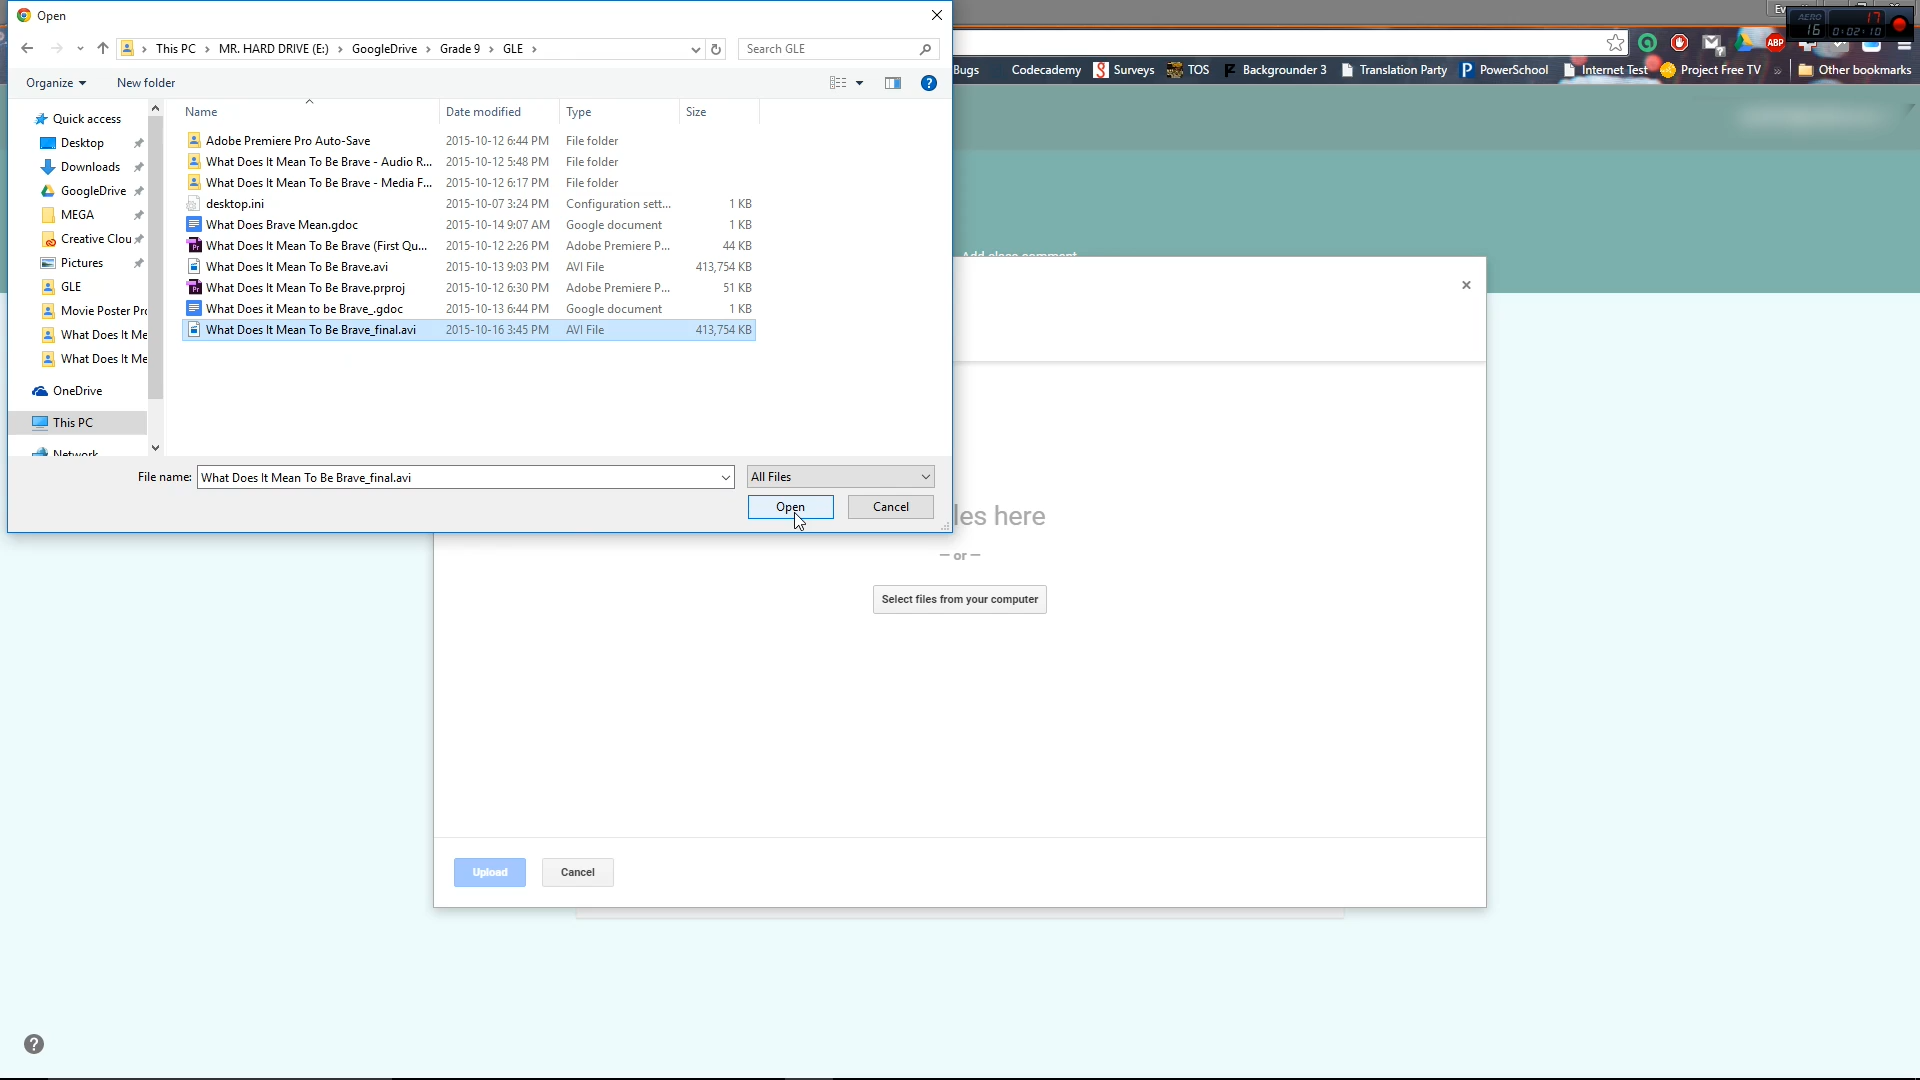 Open
This PC > MR. HARD DRIVE (E:) > GoogleDrive > Grade 9 > GLE >
Search GLE
Organize
New folder
Name
Date modified
Type
Size
Quick access
Desktop
Downloads
GoogleDrive
MEGA
Creative Clou
Pictures
GLE
Movie Poster Pr
What Does It Me
What Does It Me
OneDrive
This PC
Network
Adobe Premiere Pro Auto-Save 2015-10-12 6:44 PM File folder
What Does It Mean To Be Brave - Audio R... 2015-10-12 5:48 PM File folder
What Does It Mean To Be Brave - Media F... 2015-10-12 6:17 PM File folder
desktop.ini 2015-10-07 3:24 PM Configuration sett... 1 KB
What Does Brave Mean.gdoc 2015-10-14 9:07 AM Google document 1 KB
What Does It Mean To Be Brave (First Qu... 2015-10-12 2:26 PM Adobe Premiere P... 44 KB
What Does It Mean To Be Brave.avi 2015-10-13 9:03 PM AVI File 413,754 KB
What Does It Mean To Be Brave.prproj 2015-10-12 6:30 PM Adobe Premiere P... 51 KB
What Does it Mean to be Brave_.gdoc 2015-10-13 6:44 PM Google document 1 KB
What Does It Mean To Be Brave_final.avi 2015-10-16 3:45 PM AVI File 413,754 KB
File name: What Does It Mean To Be Brave_final.avi
All Files
Open
Cancel
Ev
AERO
16
17
0:02:10
ABP
Bugs
Codecademy
Surveys
TOS
Backgrounder 3
Translation Party
PowerSchool
Internet Test
Project Free TV
»
Other bookmarks
Add class comment
les here
— or —
Select files from your computer
Upload
Cancel